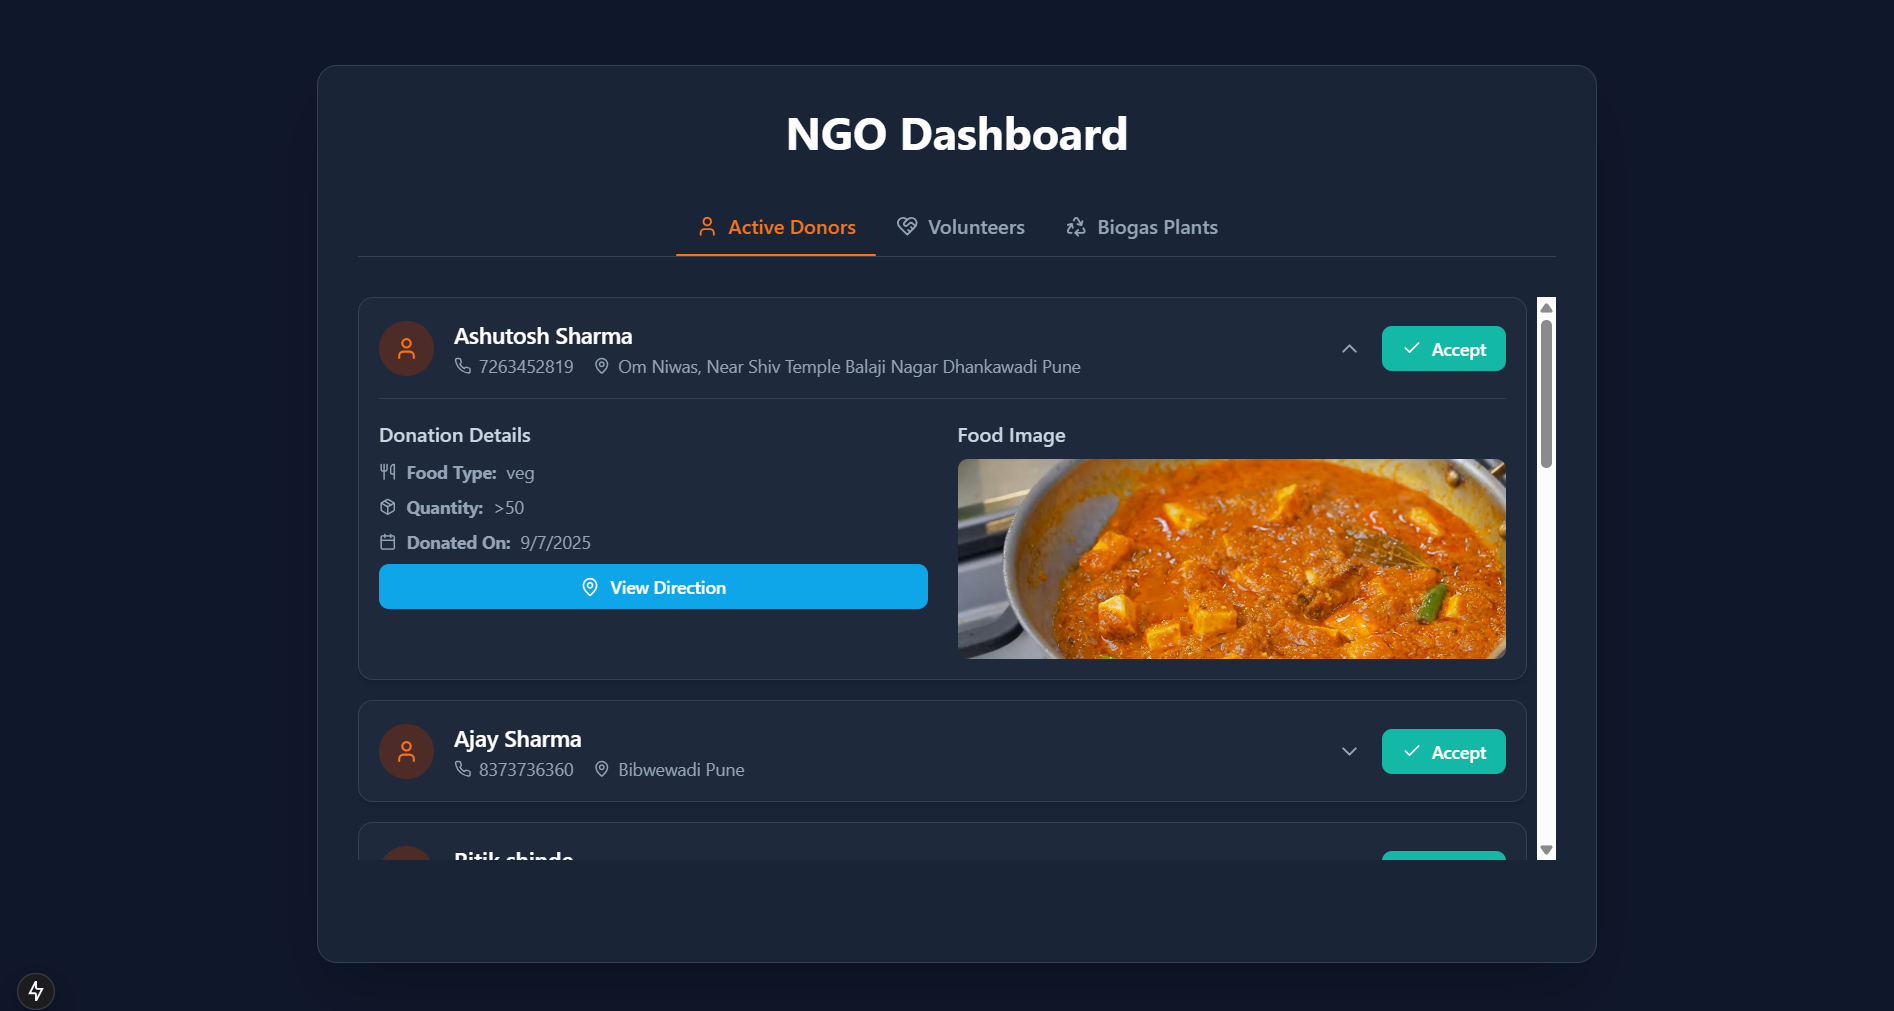 NGO Dashboard
Active Donors Volunteers Biogas Plants
Ashutosh Sharma
7263452819 Om Niwas, Near Shiv Temple Balaji Nagar Dhankawadi Pune
Accept
Donation Details
Food Type: veg
Quantity: >50
Donated On: 9/7/2025
View Direction
Food Image
Ajay Sharma
8373736360 Bibwewadi Pune
Accept